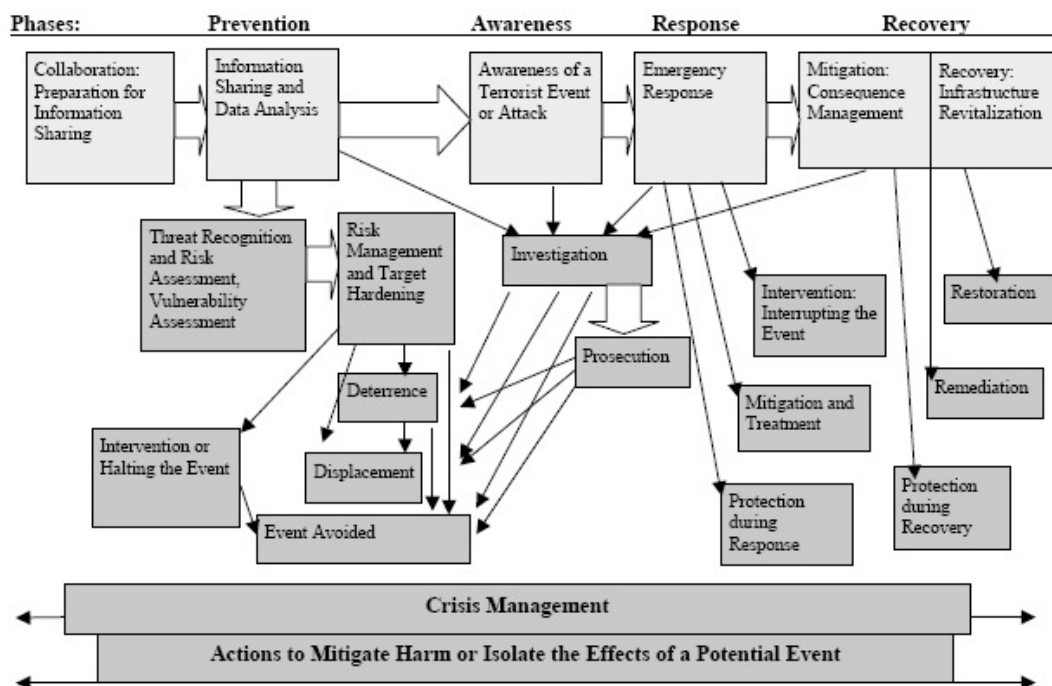 Phases: Prevention Awareness Response Recovery
Collaboration:
Preparation for
Information
Sharing
Information
Sharing and
Data Analysis
Awareness of a
Terrorist Event
or Attack
Emergency
Response
Mitigation:
Consequence
Management
Recovery:
Infrastructure
Revitalization
Threat Recognition
and Risk
Assessment,
Vulnerability
Assessment
Risk
Management
and Target
Hardening
Investigation
Intervention:
Interrupting the
Event
Restoration
Prosecution
Deterrence
Remediation
Mitigation and
Treatment
Intervention or
Halting the Event
Displacement
Protection
during
Response
Protection
during
Recovery
Event Avoided
Crisis Management
Actions to Mitigate Harm or Isolate the Effects of a Potential Event